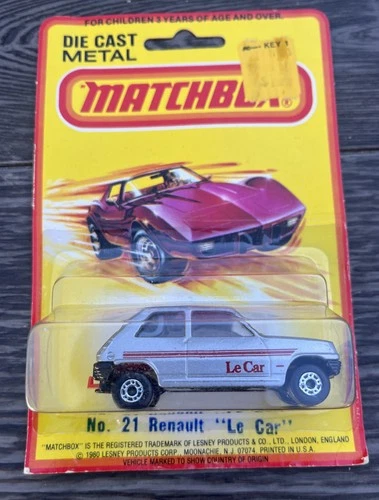 FOR CHILDREN 3 YEARS OF AGE AND OVER.
DIE CAST
METAL
KEY 1
MATCHBOX ®
Le Car
No. 21 Renault "Le Car"
"MATCHBOX" IS THE REGISTERED TRADEMARK OF LESNEY PRODUCTS & CO., LTD., LONDON, ENGLAND
© 1980 LESNEY PRODUCTS CORP. MOONACHIE, N.J. 07074 PRINTED IN U.S.A.
VEHICLE MARKED TO SHOW COUNTRY OF ORIGIN